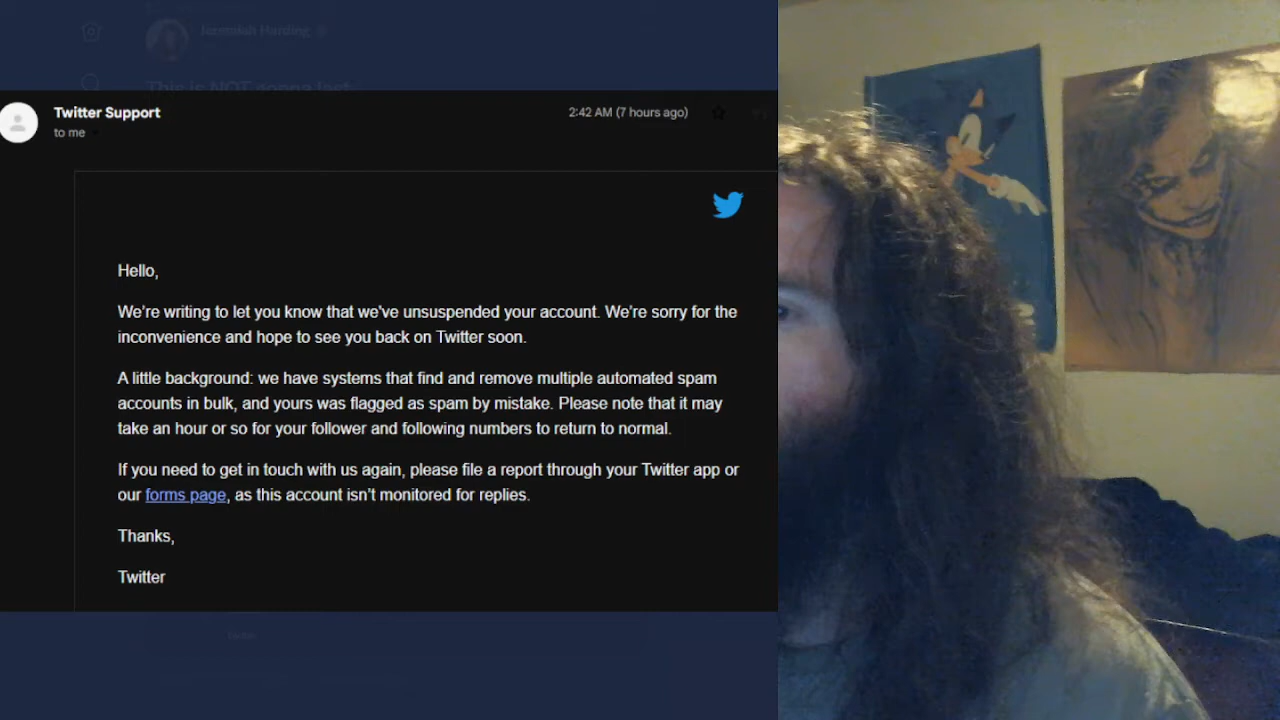 Jeremiah Harding
This is NOT gonna last
Twitter Support
2:42 AM (7 hours ago)
to me
Hello,
We're writing to let you know that we've unsuspended your account. We're sorry for the
inconvenience and hope to see you back on Twitter soon.
A little background: we have systems that find and remove multiple automated spam
accounts in bulk, and yours was flagged as spam by mistake. Please note that it may
take an hour or so for your follower and following numbers to return to normal.
If you need to get in touch with us again, please file a report through your Twitter app or
our forms page, as this account isn't monitored for replies.
Thanks,
Twitter